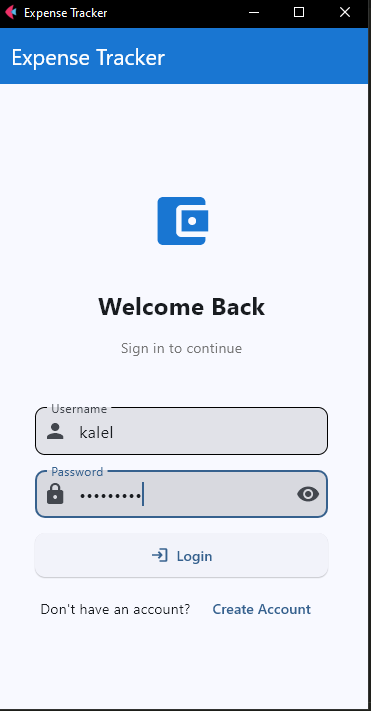 Expense Tracker
Expense Tracker
Welcome Back
Sign in to continue
Username
kalel
Password
•••••••••
Login
Don't have an account? Create Account